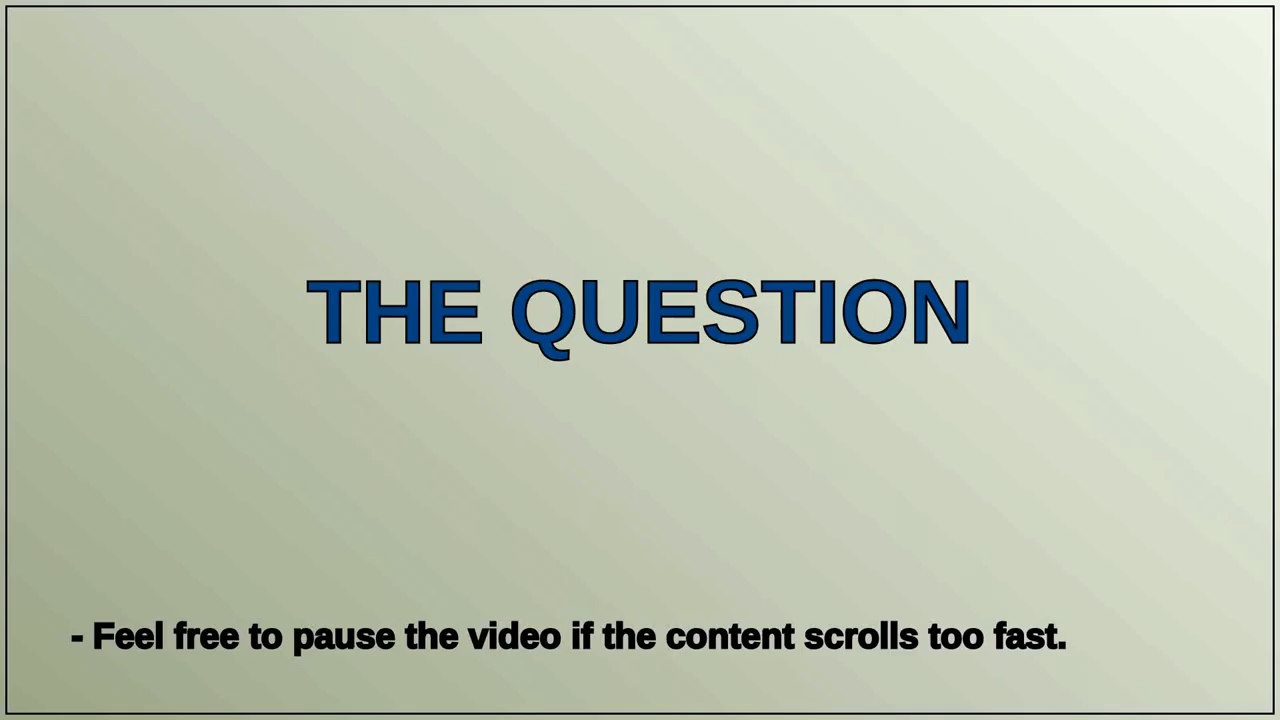 THE QUESTION
- Feel free to pause the video if the content scrolls too fast.